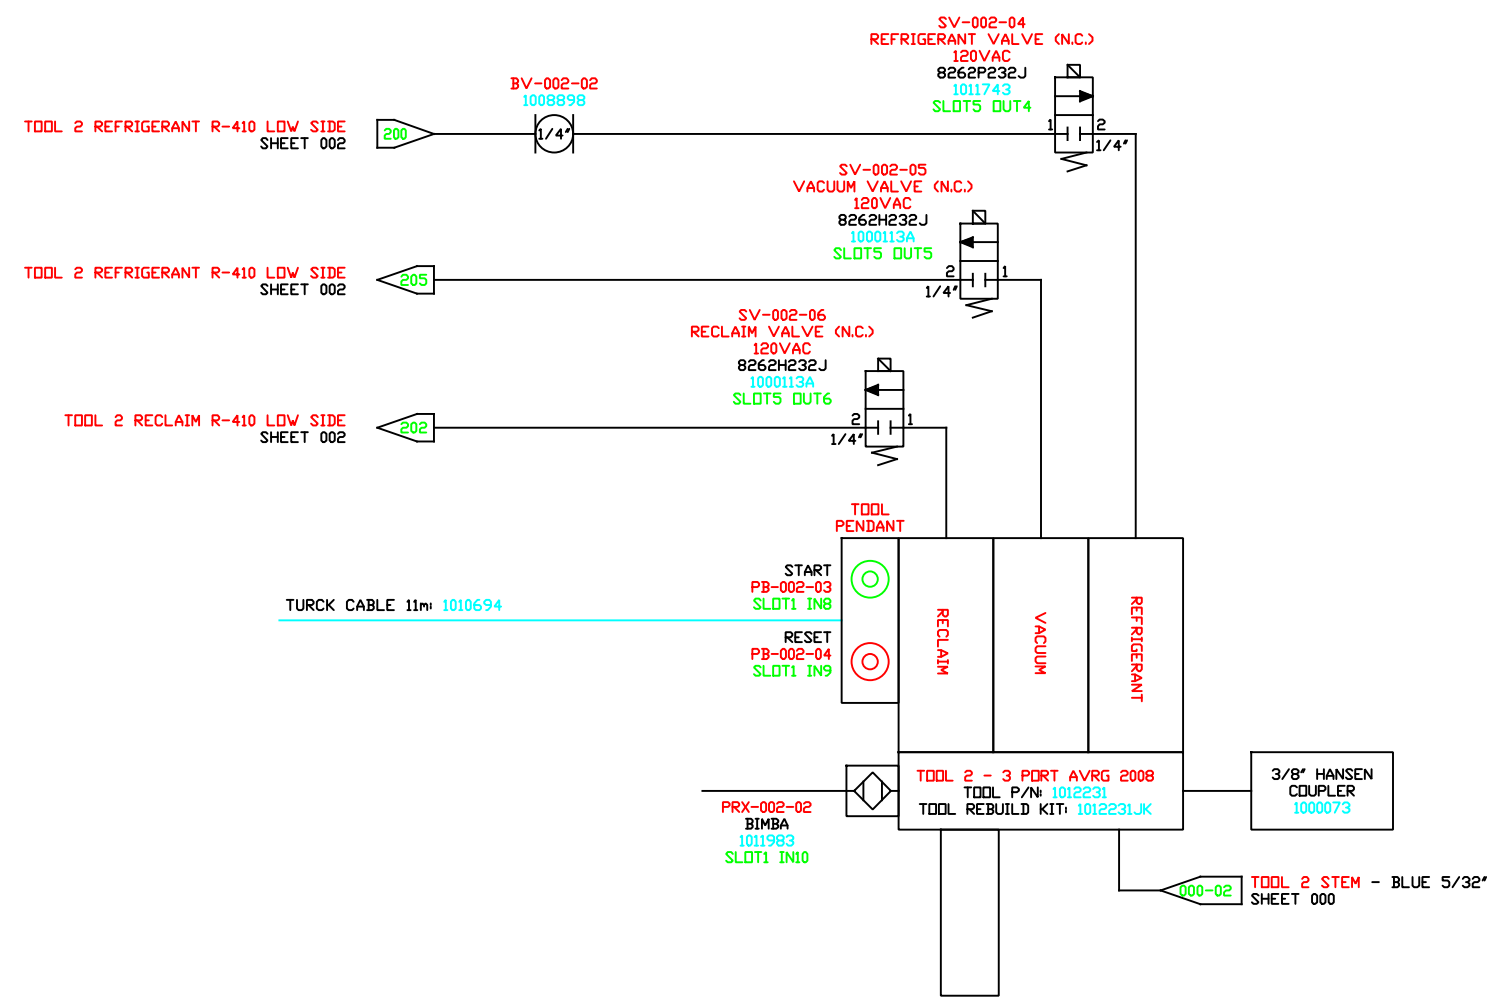 SV-002-04
REFRIGERANT VALVE (N.C.)
120VAC
8262P232J
1011743
SLOT5 OUT4
BV-002-02
1008898
TOOL 2 REFRIGERANT R-410 LOW SIDE
SHEET 002
200
1/4"
1
2
1/4"
SV-002-05
VACUUM VALVE (N.C.)
120VAC
8262H232J
1000113A
SLOT5 OUT5
TOOL 2 REFRIGERANT R-410 LOW SIDE
SHEET 002
205
2
1
1/4"
SV-002-06
RECLAIM VALVE (N.C.)
120VAC
8262H232J
1000113A
SLOT5 OUT6
TOOL 2 RECLAIM R-410 LOW SIDE
SHEET 002
202
2
1
1/4"
TOOL
PENDANT
START
PB-002-03
SLOT1 IN8
TURCK CABLE 11m: 1010694
RESET
PB-002-04
SLOT1 IN9
RECLAIM
VACUUM
REFRIGERANT
TOOL 2 - 3 PORT AVRG 2008
TOOL P/N: 1012231
TOOL REBUILD KIT: 1012231JK
3/8" HANSEN
COUPLER
1000073
PRX-002-02
BIMBA
1011983
SLOT1 IN10
000-02
TOOL 2 STEM - BLUE 5/32"
SHEET 000